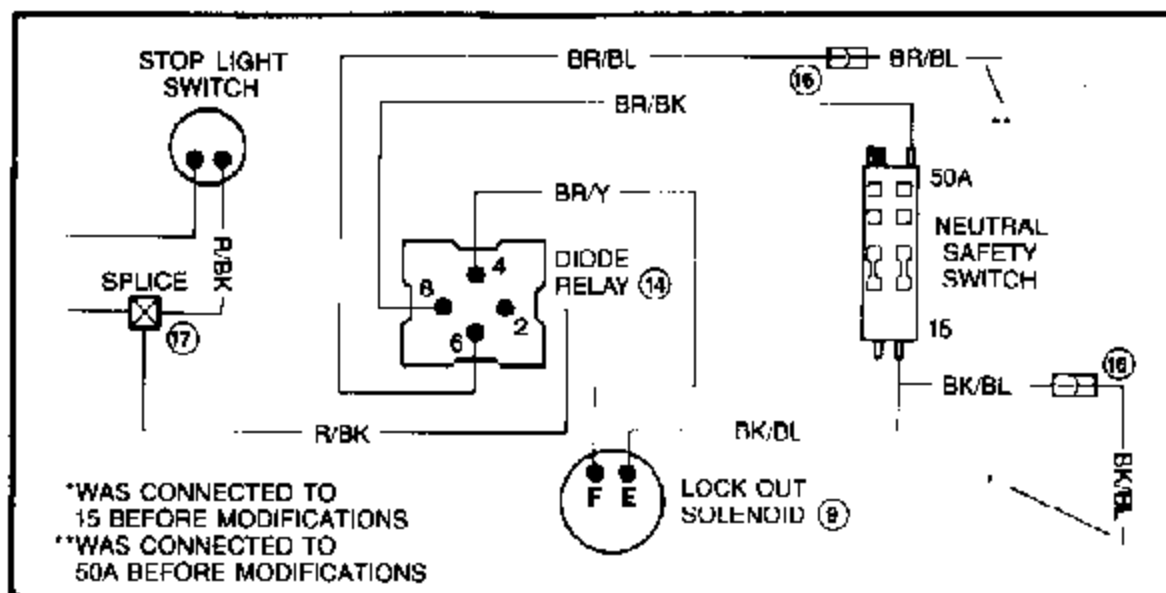 STOP LIGHT
SWITCH
BR/BL
16
BR/BL
**
BR/BK
50A
NEUTRAL
SAFETY
SWITCH
15
BR/Y
DIODE
RELAY 14
4
8
2
6
R/BK
SPLICE
17
R/BK
BK/BL
16
BK/BL
BK/BL
F E
LOCK OUT
SOLENOID 9
*WAS CONNECTED TO
15 BEFORE MODIFICATIONS
**WAS CONNECTED TO
50A BEFORE MODIFICATIONS